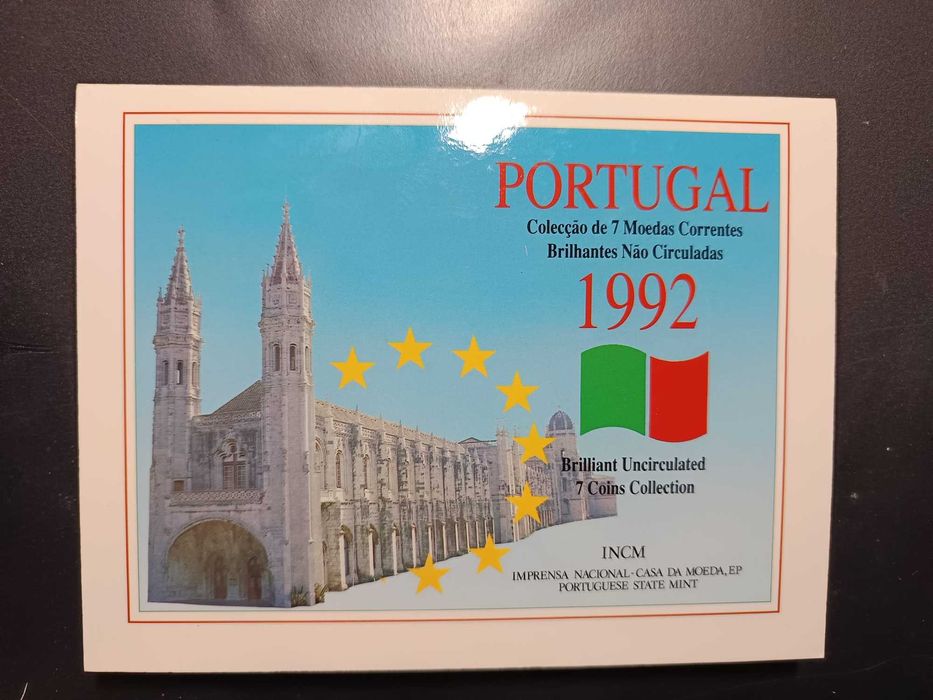 PORTUGAL
Colecção de 7 Moedas Correntes
Brilhantes Não Circuladas
1992
Brilliant Uncirculated
7 Coins Collection
INCM
IMPRENSA NACIONAL-CASA DA MOEDA, EP
PORTUGUESE STATE MINT